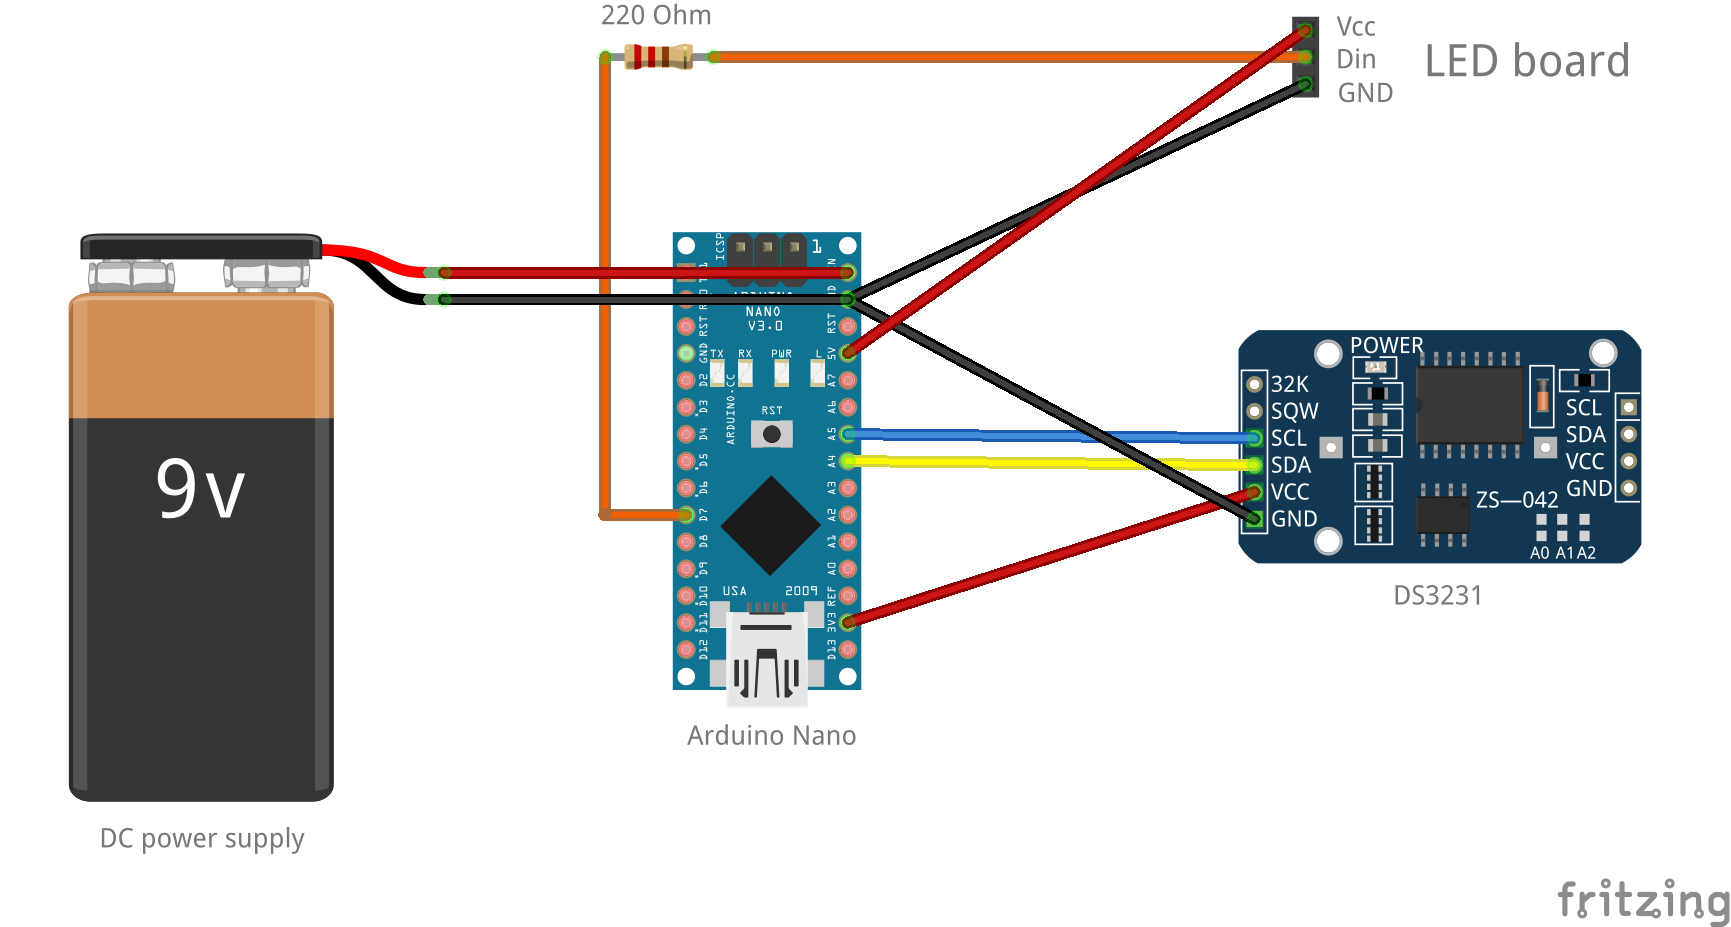 220 Ohm
Vcc
Din
GND
LED board
ICSP
1
NANO
V3.0
RST
GND
D2
D3
D4
D5
D6
D7
D8
D9
D10
D11
D12
TX
RX
PWR
L
ARDUINO.CC
RST
USA
2009
RST
5V
A7
A6
A5
A4
A3
A2
A1
A0
REF
3V3
D13
Arduino Nano
9v
DC power supply
POWER
32K
SQW
SCL
SDA
VCC
GND
SCL
SDA
VCC
GND
ZS—042
A0 A1 A2
DS3231
fritzing